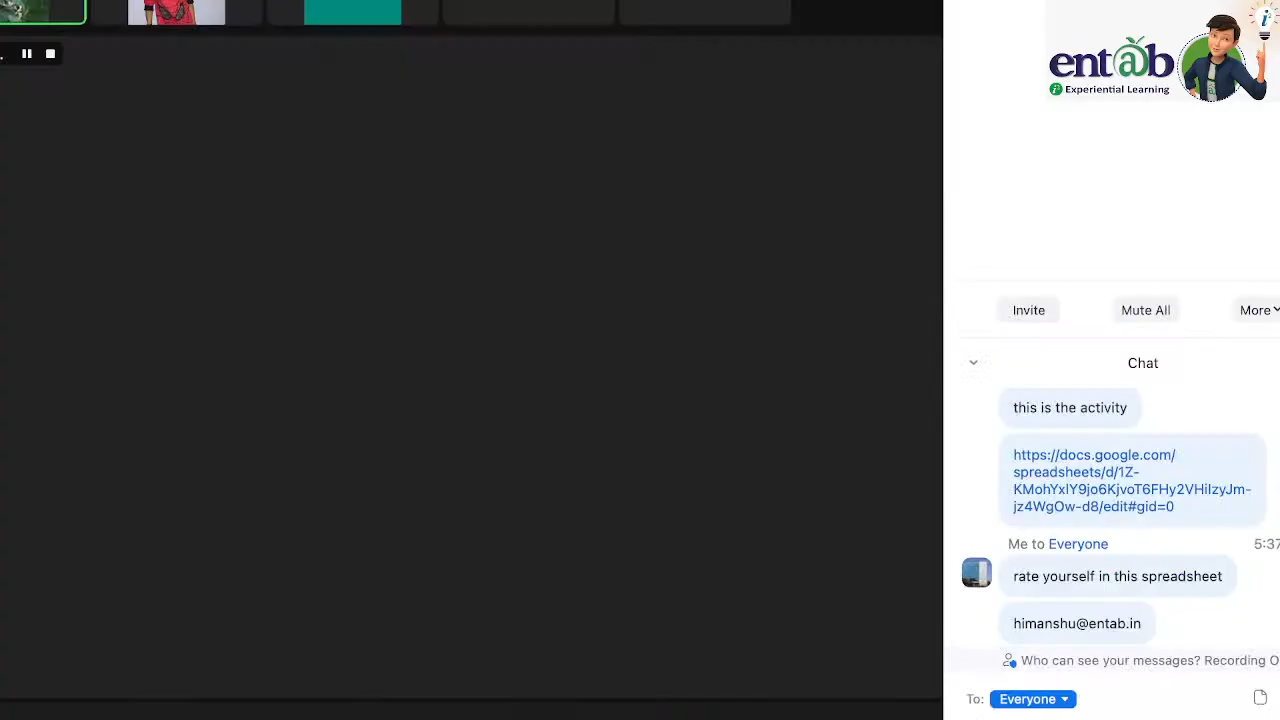 entab
i Experiential Learning
i
Invite
Mute All
More
Chat
this is the activity
https://docs.google.com/
spreadsheets/d/1Z-
KMohYxlY9jo6KjvoT6FHy2VHiIzyJm-
jz4WgOw-d8/edit#gid=0
Me to Everyone
5:37
rate yourself in this spreadsheet
himanshu@entab.in
Who can see your messages? Recording O
To:
Everyone